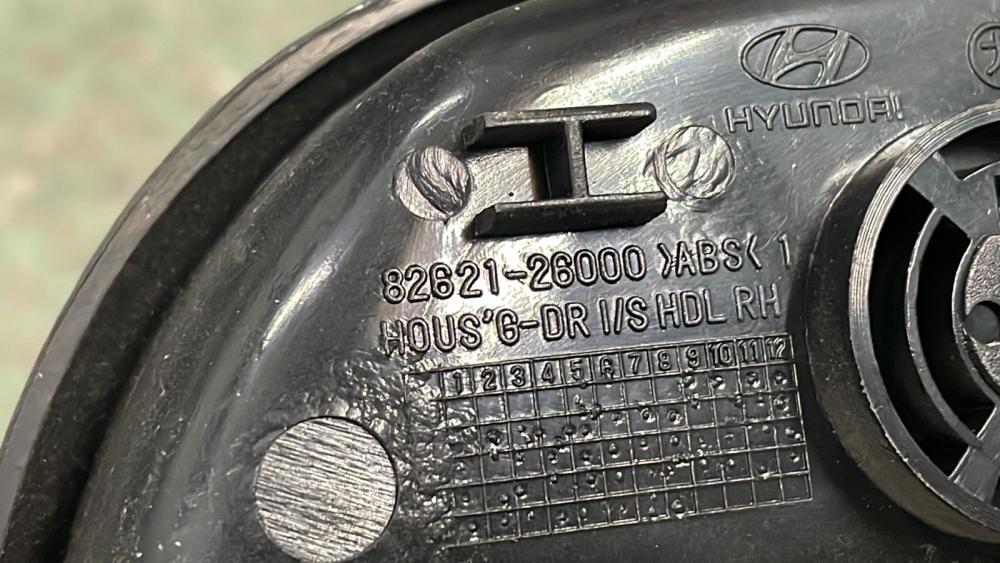 HYUNDAI
82621-26000 >ABS< 1
HOUS'G-DR I/S HDL RH
1 2 3 4 5 6 7 8 9 10 11 12